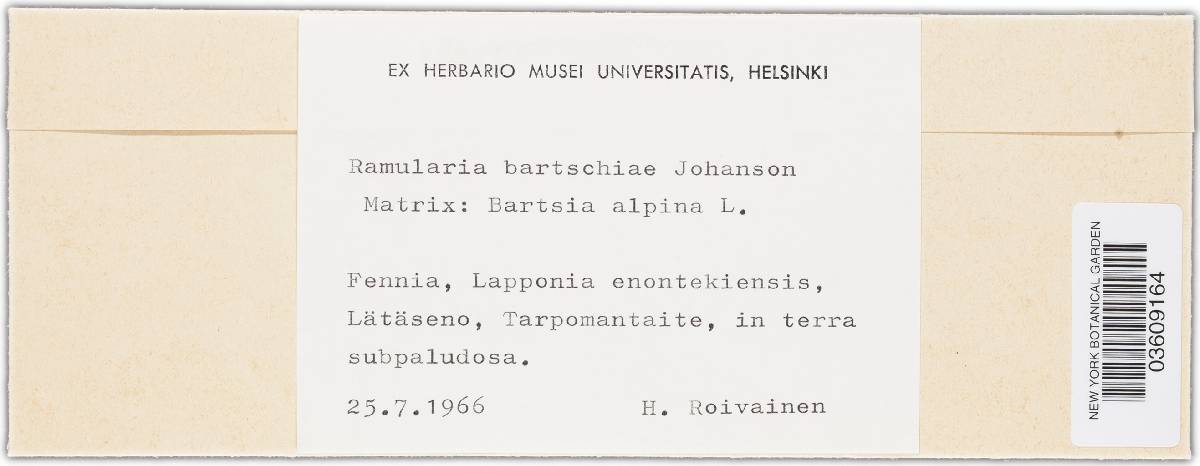 EX HERBARIO MUSEI UNIVERSITATIS, HELSINKI
Ramularia bartschiae Johanson
Matrix: Bartsia alpina L.
Fennia, Lapponia enontekiensis,
Lätäseno, Tarpomantaite, in terra
subpaludosa.
25.7.1966 H. Roivainen
NEW YORK BOTANICAL GARDEN
03609164